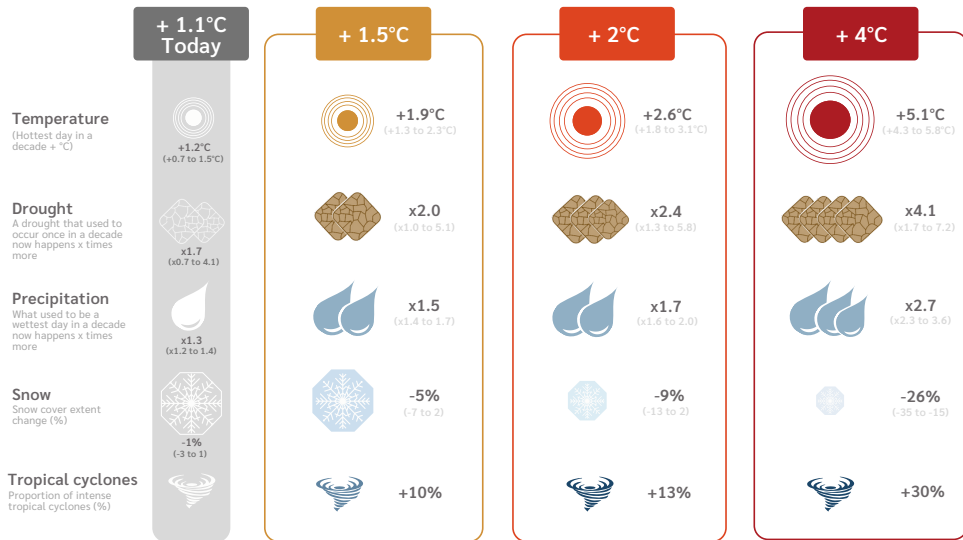 + 1.1°C
Today
+ 1.5°C
+ 2°C
+ 4°C
Temperature
(Hottest day in a
decade + °C)
+1.2°C
(+0.7 to 1.5°C)
+1.9°C
(+1.3 to 2.3°C)
+2.6°C
(+1.8 to 3.1°C)
+5.1°C
(+4.3 to 5.8°C)
Drought
A drought that used to
occur once in a decade
now happens x times
more
x1.7
(x0.7 to 4.1)
x2.0
(x1.0 to 5.1)
x2.4
(x1.3 to 5.8)
x4.1
(x1.7 to 7.2)
Precipitation
What used to be a
wettest day in a decade
now happens x times
more
x1.3
(x1.2 to 1.4)
x1.5
(x1.4 to 1.7)
x1.7
(x1.6 to 2.0)
x2.7
(x2.3 to 3.6)
Snow
Snow cover extent
change (%)
-1%
(-3 to 1)
-5%
(-7 to 2)
-9%
(-13 to 2)
-26%
(-35 to -15)
Tropical cyclones
Proportion of intense
tropical cyclones (%)
+10%
+13%
+30%